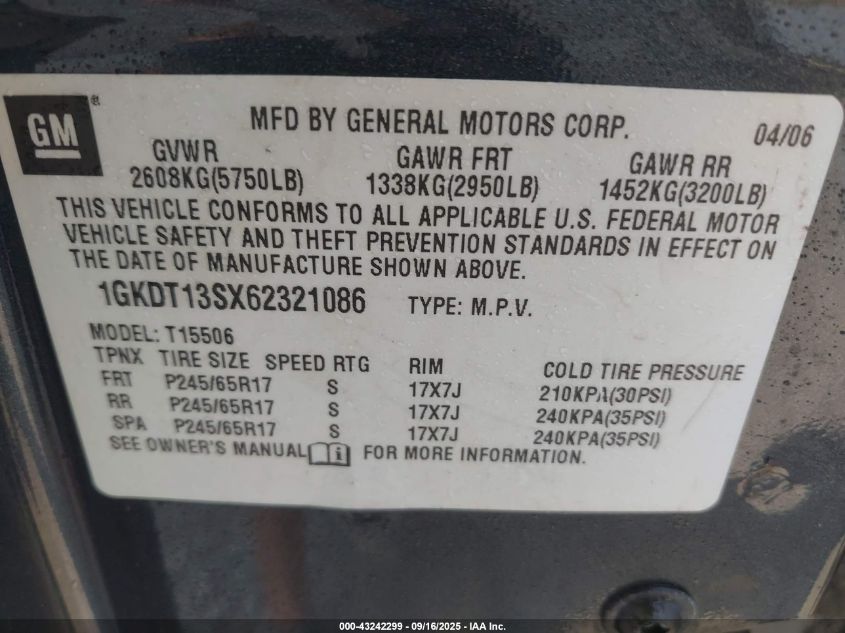 GM ®
MFD BY GENERAL MOTORS CORP. 04/06
GVWR GAWR FRT GAWR RR
2608KG(5750LB) 1338KG(2950LB) 1452KG(3200LB)
THIS VEHICLE CONFORMS TO ALL APPLICABLE U.S. FEDERAL MOTOR
VEHICLE SAFETY AND THEFT PREVENTION STANDARDS IN EFFECT ON
THE DATE OF MANUFACTURE SHOWN ABOVE.
1GKDT13SX62321086 TYPE: M.P.V.
MODEL: T15506
TPNX TIRE SIZE SPEED RTG RIM COLD TIRE PRESSURE
FRT P245/65R17 S 17X7J 210KPA(30PSI)
RR P245/65R17 S 17X7J 240KPA(35PSI)
SPA P245/65R17 S 17X7J 240KPA(35PSI)
SEE OWNER'S MANUAL i FOR MORE INFORMATION.
000-43242299 - 09/16/2025 - IAA Inc.